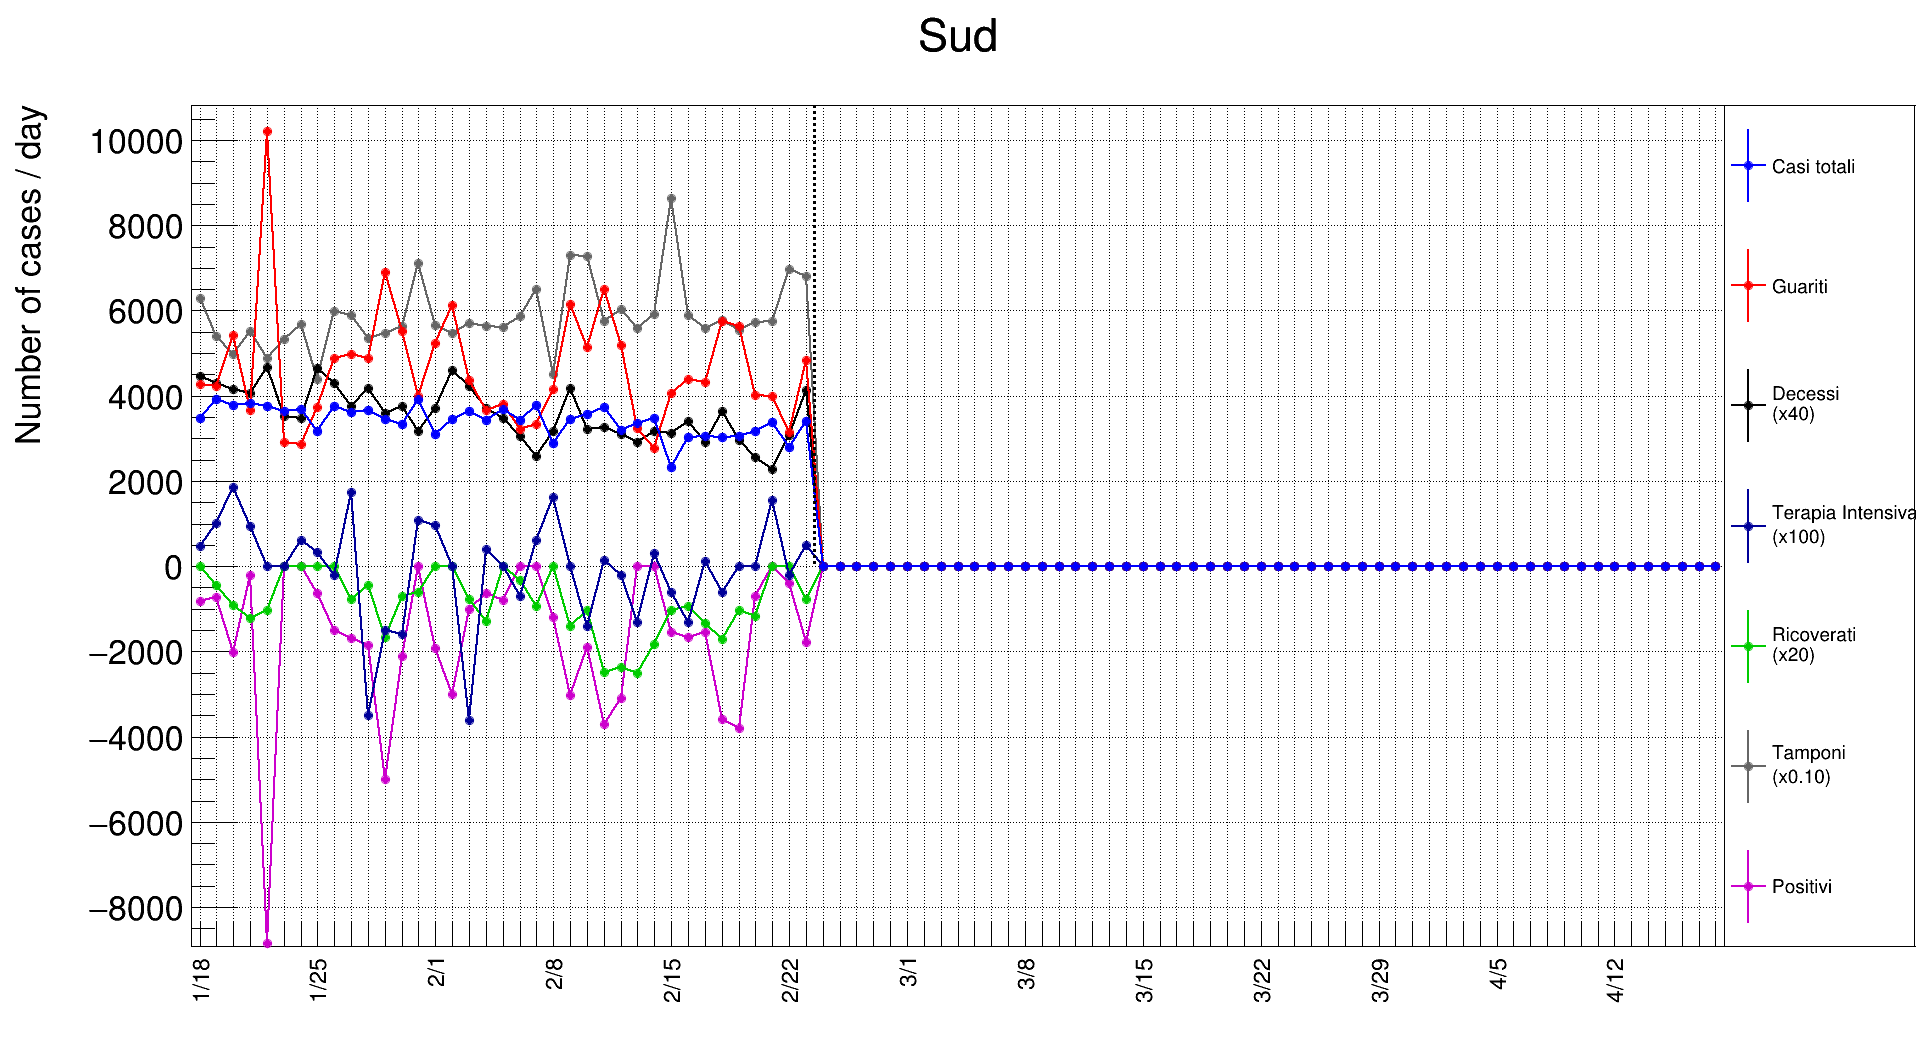 Sud
Number of cases / day
10000
8000
6000
4000
2000
0
−2000
−4000
−6000
−8000
1/18
1/25
2/1
2/8
2/15
2/22
3/1
3/8
3/15
3/22
3/29
4/5
4/12
Casi totali
Guariti
Decessi
(x40)
Terapia Intensiva
(x100)
Ricoverati
(x20)
Tamponi
(x0.10)
Positivi